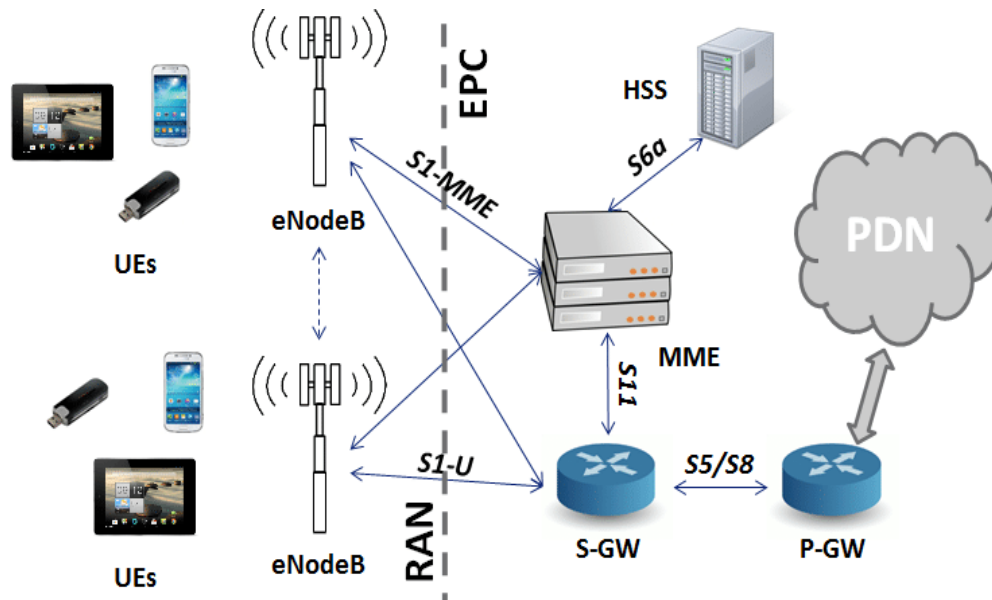 EPC
HSS
S6a
S1-MME
eNodeB
UEs
PDN
MME
S11
S1-U
S5/S8
S-GW
P-GW
RAN
eNodeB
UEs